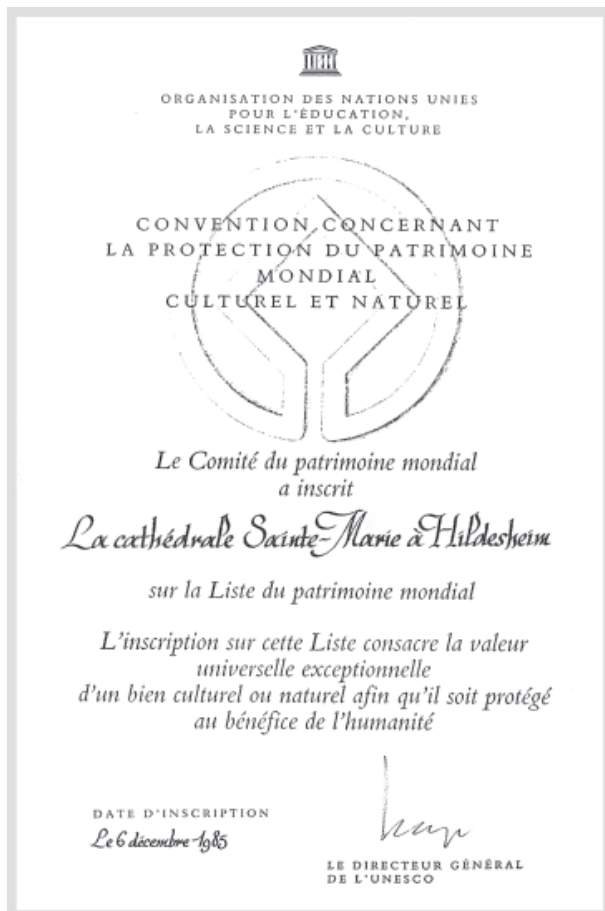 ORGANISATION DES NATIONS UNIES
POUR L'ÉDUCATION,
LA SCIENCE ET LA CULTURE
CONVENTION CONCERNANT
LA PROTECTION DU PATRIMOINE
MONDIAL
CULTUREL ET NATUREL
Le Comité du patrimoine mondial
a inscrit
La cathédrale Sainte-Marie à Hildesheim
sur la Liste du patrimoine mondial
L'inscription sur cette Liste consacre la valeur
universelle exceptionnelle
d'un bien culturel ou naturel afin qu'il soit protégé
au bénéfice de l'humanité
DATE D'INSCRIPTION
Le 6 décembre 1985
LE DIRECTEUR GÉNÉRAL
DE L'UNESCO